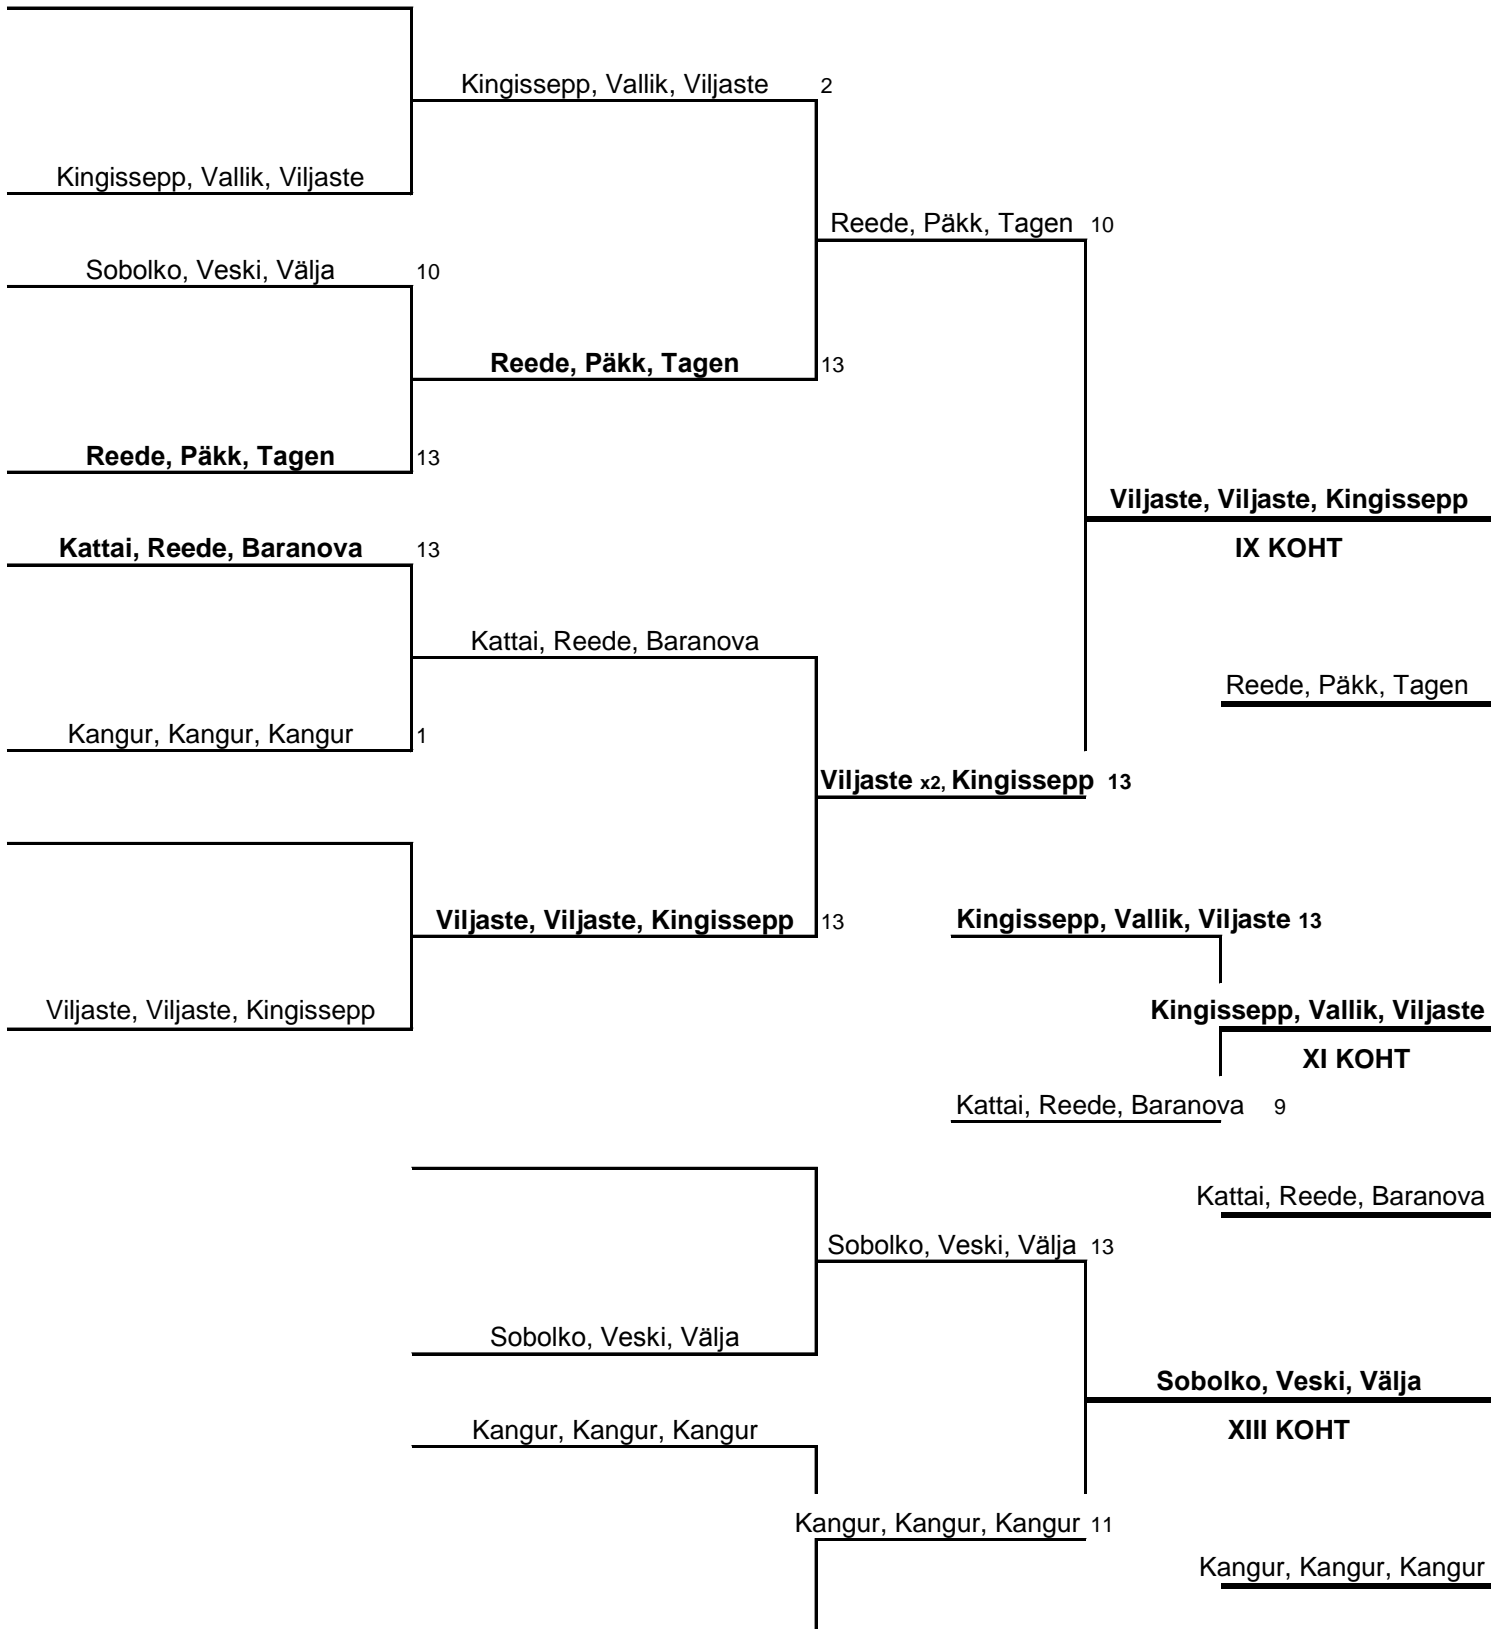 Kingissepp, Vallik, Viljaste 2
Kingissepp, Vallik, Viljaste
Reede, Päkk, Tagen 10
Sobolko, Veski, Välja 10
Reede, Päkk, Tagen 13
Reede, Päkk, Tagen 13
Viljaste, Viljaste, Kingissepp
Kattai, Reede, Baranova 13
IX KOHT
Kattai, Reede, Baranova
Reede, Päkk, Tagen
Kangur, Kangur, Kangur 1
Viljaste x2, Kingissepp 13
Viljaste, Viljaste, Kingissepp 13
Kingissepp, Vallik, Viljaste 13
Viljaste, Viljaste, Kingissepp
Kingissepp, Vallik, Viljaste
XI KOHT
Kattai, Reede, Baranova 9
Kattai, Reede, Baranova
Sobolko, Veski, Välja 13
Sobolko, Veski, Välja
Sobolko, Veski, Välja
Kangur, Kangur, Kangur
XIII KOHT
Kangur, Kangur, Kangur 11
Kangur, Kangur, Kangur